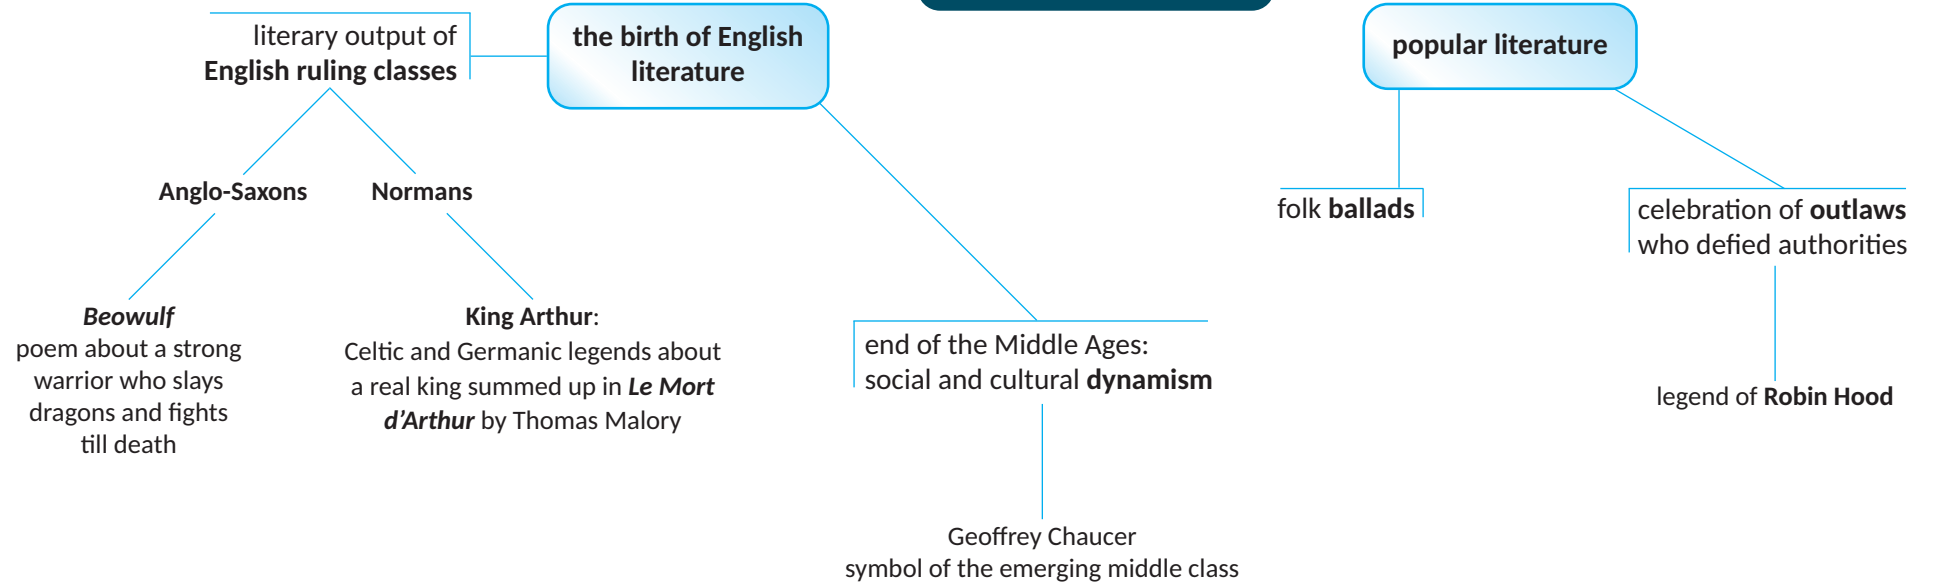 literary output of
English ruling classes
the birth of English
literature
popular literature
Anglo-Saxons
Normans
folk ballads
celebration of outlaws
who defied authorities
Beowulf
poem about a strong
warrior who slays
dragons and fights
till death
King Arthur:
Celtic and Germanic legends about
a real king summed up in Le Mort
d’Arthur by Thomas Malory
end of the Middle Ages:
social and cultural dynamism
legend of Robin Hood
Geoffrey Chaucer
symbol of the emerging middle class